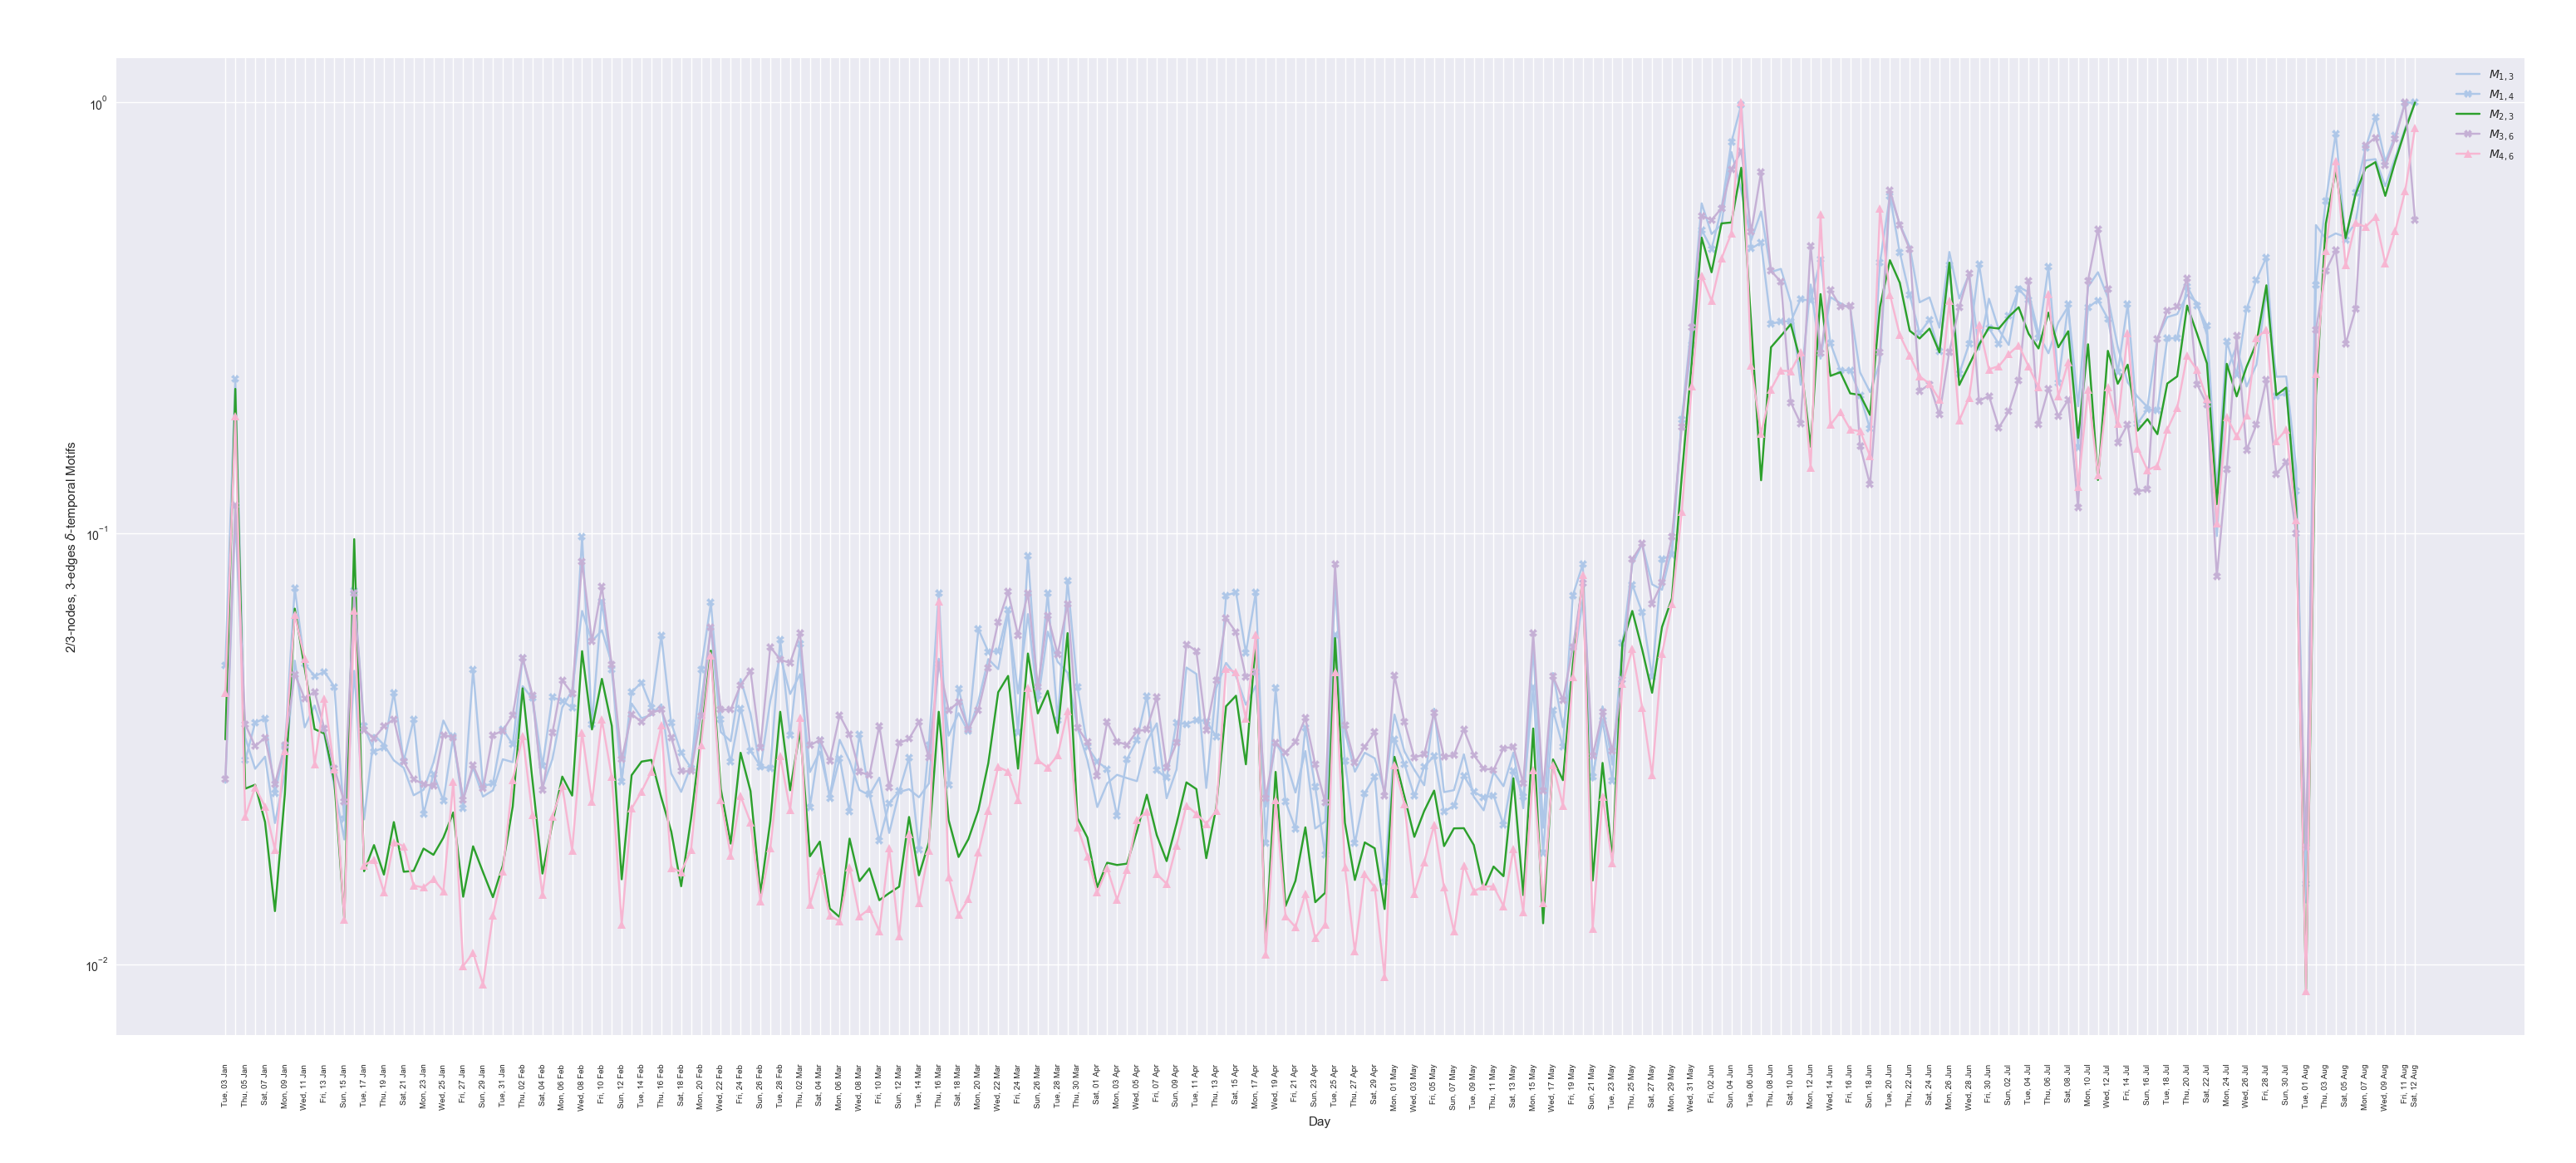 10⁰
10⁻¹
10⁻²
2/3-nodes, 3-edges δ-temporal Motifs
M₁,₃
M₁,₄
M₂,₃
M₃,₆
M₄,₆
Tue, 03 Jan
Thu, 05 Jan
Sat, 07 Jan
Mon, 09 Jan
Wed, 11 Jan
Fri, 13 Jan
Sun, 15 Jan
Tue, 17 Jan
Thu, 19 Jan
Sat, 21 Jan
Mon, 23 Jan
Wed, 25 Jan
Fri, 27 Jan
Sun, 29 Jan
Tue, 31 Jan
Thu, 02 Feb
Sat, 04 Feb
Mon, 06 Feb
Wed, 08 Feb
Fri, 10 Feb
Sun, 12 Feb
Tue, 14 Feb
Thu, 16 Feb
Sat, 18 Feb
Mon, 20 Feb
Wed, 22 Feb
Fri, 24 Feb
Sun, 26 Feb
Tue, 28 Feb
Thu, 02 Mar
Sat, 04 Mar
Mon, 06 Mar
Wed, 08 Mar
Fri, 10 Mar
Sun, 12 Mar
Tue, 14 Mar
Thu, 16 Mar
Sat, 18 Mar
Mon, 20 Mar
Wed, 22 Mar
Fri, 24 Mar
Sun, 26 Mar
Tue, 28 Mar
Thu, 30 Mar
Sat, 01 Apr
Mon, 03 Apr
Wed, 05 Apr
Fri, 07 Apr
Sun, 09 Apr
Tue, 11 Apr
Thu, 13 Apr
Sat, 15 Apr
Mon, 17 Apr
Wed, 19 Apr
Fri, 21 Apr
Sun, 23 Apr
Tue, 25 Apr
Thu, 27 Apr
Sat, 29 Apr
Mon, 01 May
Wed, 03 May
Fri, 05 May
Sun, 07 May
Tue, 09 May
Thu, 11 May
Sat, 13 May
Mon, 15 May
Wed, 17 May
Fri, 19 May
Sun, 21 May
Tue, 23 May
Thu, 25 May
Sat, 27 May
Mon, 29 May
Wed, 31 May
Fri, 02 Jun
Sun, 04 Jun
Tue, 06 Jun
Thu, 08 Jun
Sat, 10 Jun
Mon, 12 Jun
Wed, 14 Jun
Fri, 16 Jun
Sun, 18 Jun
Tue, 20 Jun
Thu, 22 Jun
Sat, 24 Jun
Mon, 26 Jun
Wed, 28 Jun
Fri, 30 Jun
Sun, 02 Jul
Tue, 04 Jul
Thu, 06 Jul
Sat, 08 Jul
Mon, 10 Jul
Wed, 12 Jul
Fri, 14 Jul
Sun, 16 Jul
Tue, 18 Jul
Thu, 20 Jul
Sat, 22 Jul
Mon, 24 Jul
Wed, 26 Jul
Fri, 28 Jul
Sun, 30 Jul
Tue, 01 Aug
Thu, 03 Aug
Sat, 05 Aug
Mon, 07 Aug
Wed, 09 Aug
Fri, 11 Aug
Sat, 12 Aug
Day